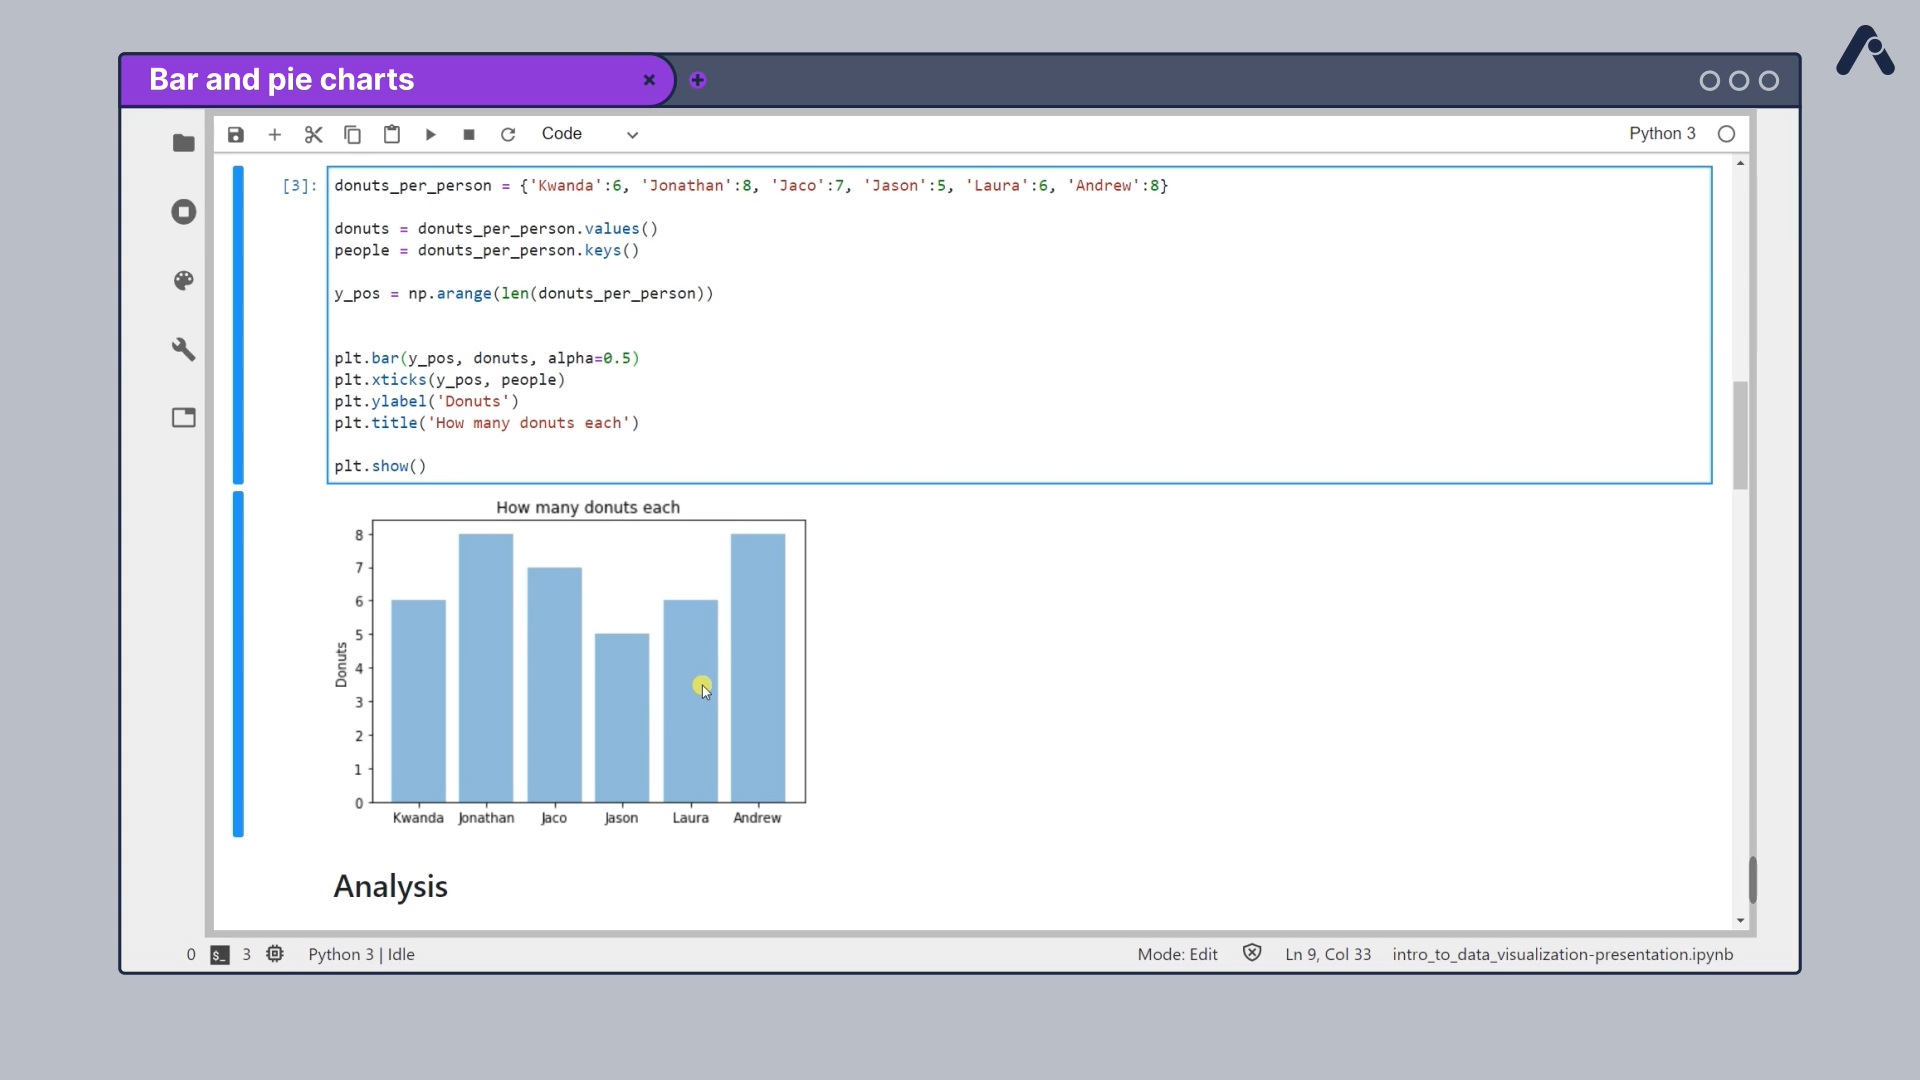 Bar and pie charts
Code
Python 3
[3]:
donuts_per_person = {'Kwanda':6, 'Jonathan':8, 'Jaco':7, 'Jason':5, 'Laura':6, 'Andrew':8}
donuts = donuts_per_person.values()
people = donuts_per_person.keys()
y_pos = np.arange(len(donuts_per_person))
plt.bar(y_pos, donuts, alpha=0.5)
plt.xticks(y_pos, people)
plt.ylabel('Donuts')
plt.title('How many donuts each')
plt.show()
How many donuts each
8
7
6
5
4
3
2
1
0
Donuts
Kwanda Jonathan Jaco Jason Laura Andrew
Analysis
0 $_ 3 Python 3 | Idle Mode: Edit Ln 9, Col 33 intro_to_data_visualization-presentation.ipynb